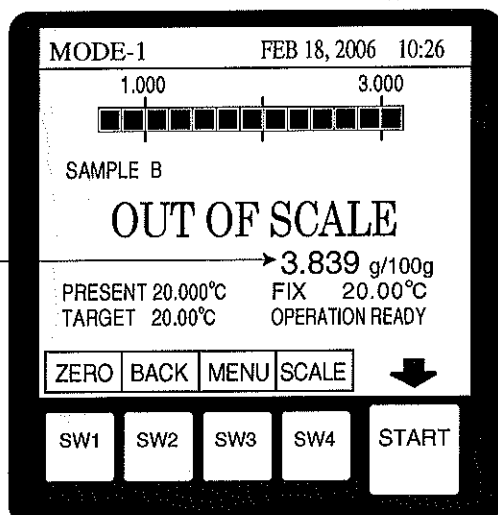 MODE-1 FEB 18, 2006 10:26
1.000 3.000
SAMPLE B
OUT OF SCALE
3.839 g/100g
PRESENT 20.000°C FIX 20.00°C
TARGET 20.00°C OPERATION READY
ZERO BACK MENU SCALE
SW1 SW2 SW3 SW4 START